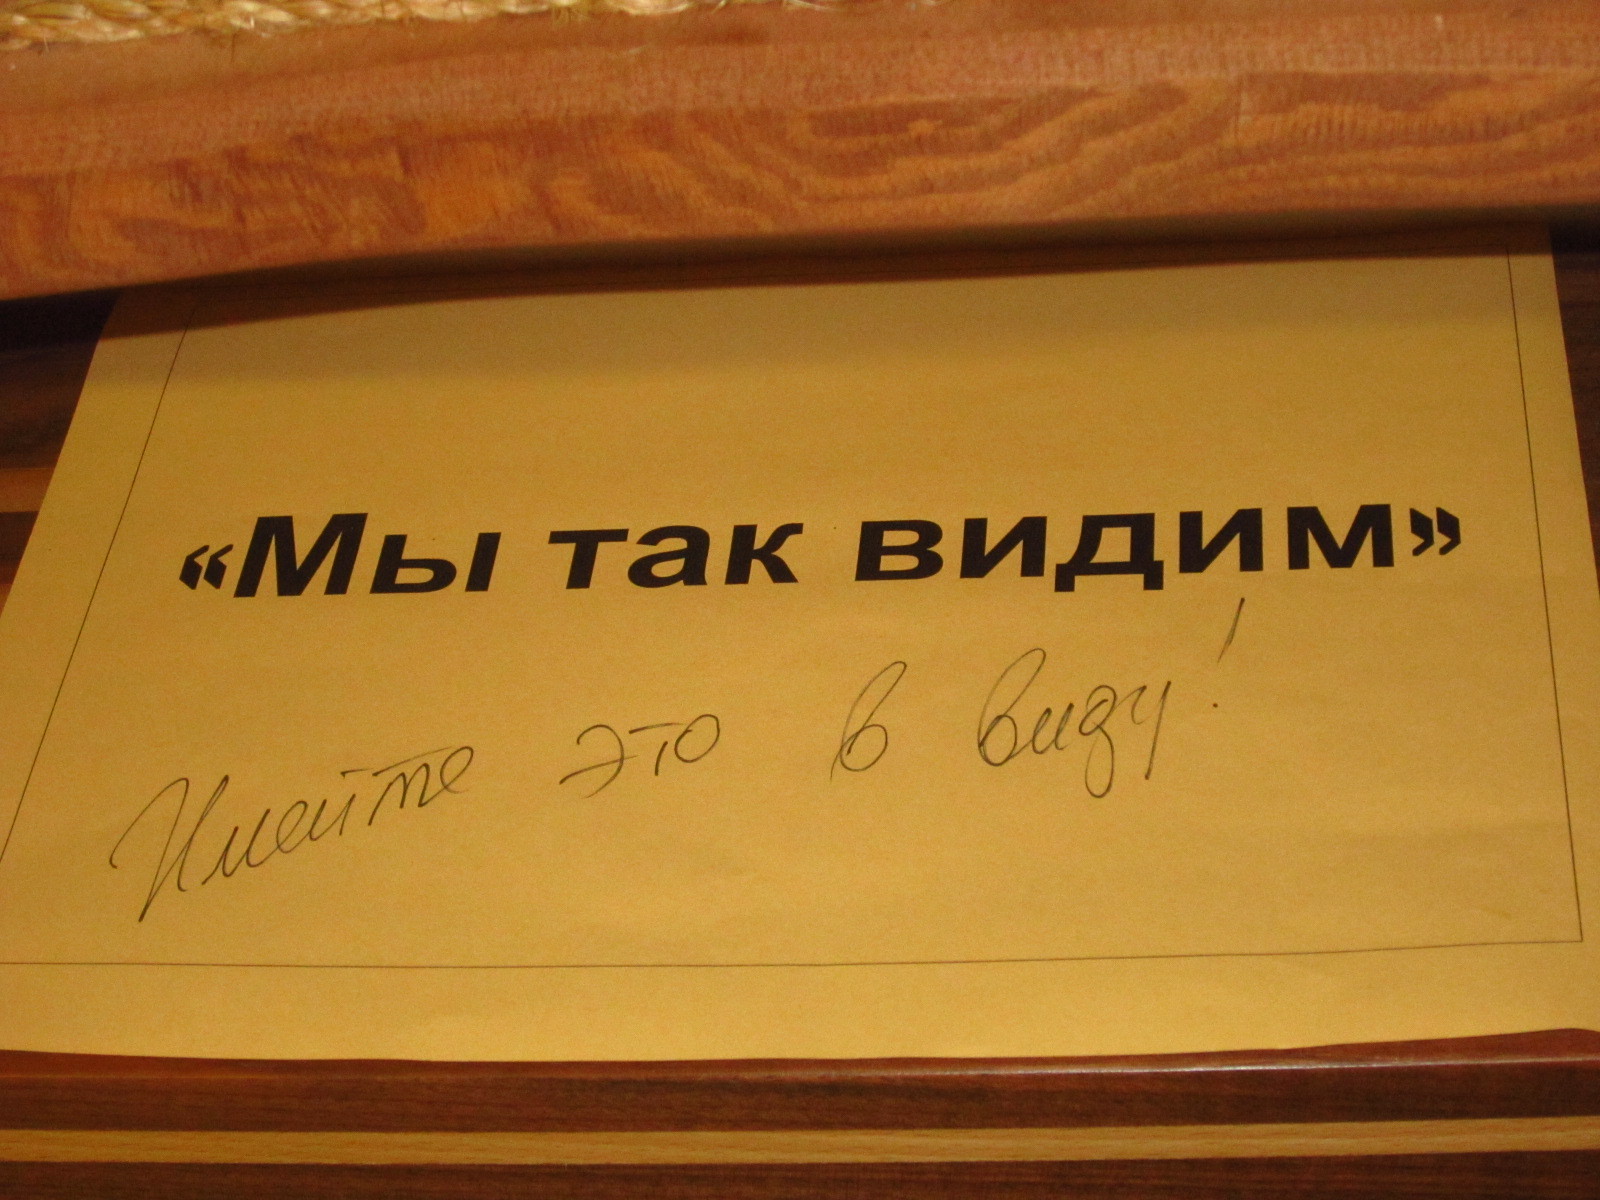 «Мы так видим»
Имейте это в виду!